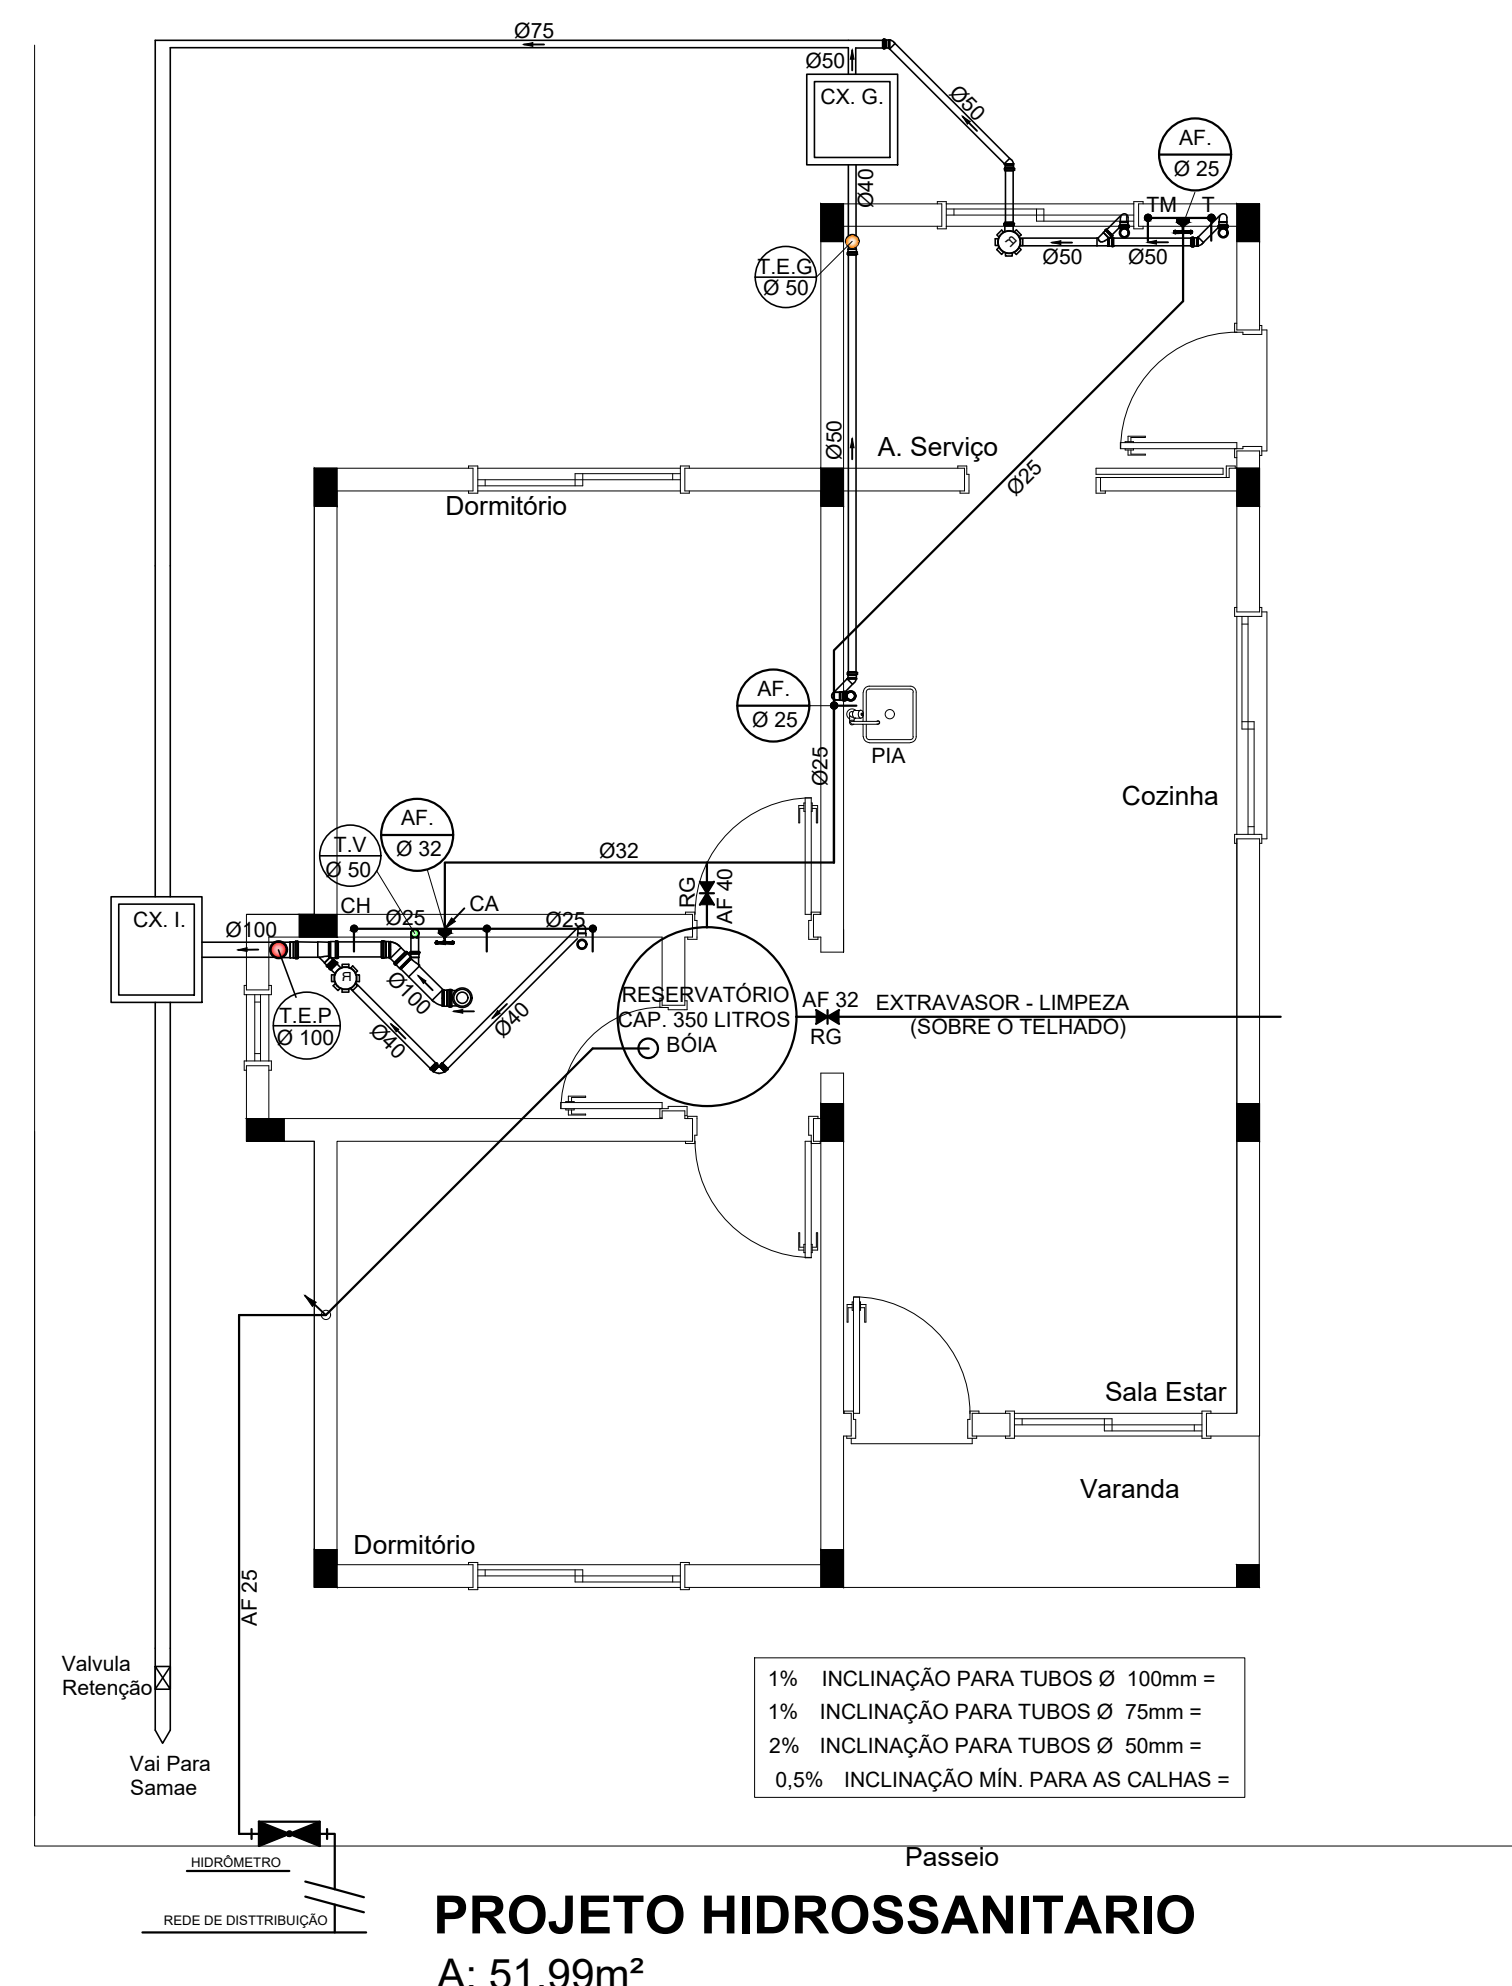 Ø75
Ø50
CX. G.
Ø50
AF.
Ø 25
Ø40
TM T
T.E.G
Ø 50
Ø50
Ø50
Ø50
A. Serviço
Ø25
Dormitório
AF.
Ø 25
PIA
Ø25
Cozinha
AF.
Ø 32
T.V
Ø 50
Ø32
RG
AF 40
CH
CA
Ø25
Ø25
CX. I.
Ø100
R
R
Ø100
RESERVATÓRIO
CAP. 350 LITROS
BÓIA
AF 32
RG
EXTRAVASOR - LIMPEZA
(SOBRE O TELHADO)
T.E.P
Ø 100
Ø40
Ø40
Sala Estar
Varanda
Dormitório
AF 25
Valvula
Retenção
Vai Para
Samae
1% INCLINAÇÃO PARA TUBOS Ø 100mm =
1% INCLINAÇÃO PARA TUBOS Ø 75mm =
2% INCLINAÇÃO PARA TUBOS Ø 50mm =
0,5% INCLINAÇÃO MÍN. PARA AS CALHAS =
Passeio
HIDRÔMETRO
REDE DE DISTTRIBUIÇÃO
PROJETO HIDROSSANITARIO
A: 51,99m²